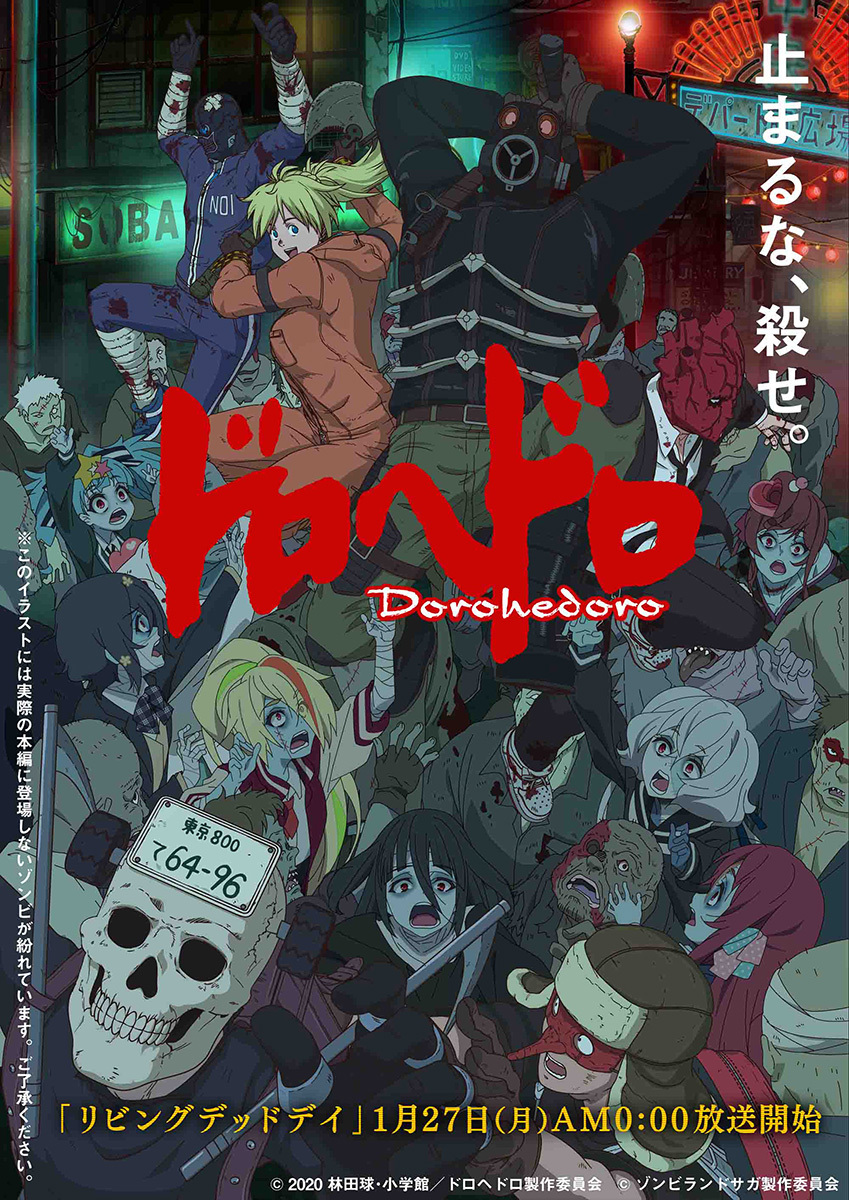 止まるな、殺せ。
デパート広場
NOI
SOBA
ドロヘドロ
Dorohedoro
※このイラストには実際の本編に登場しないゾンビが紛れています。ご了承ください。
東京800
て64-96
「リビングデッドデイ」1月27日(月)AM0:00放送開始
© 2020 林田球・小学館/ドロヘドロ製作委員会 © ゾンビランドサガ製作委員会